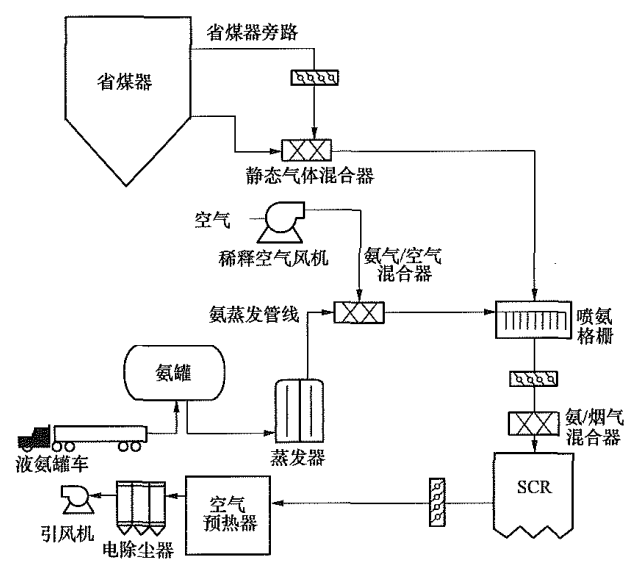 省煤器旁路
省煤器
静态气体混合器
空气
稀释空气风机
氨气/空气
混合器
氨蒸发管线
喷氨
格栅
氨罐
氨/烟气
混合器
液氨罐车
蒸发器
SCR
空气
预热器
引风机
电除尘器